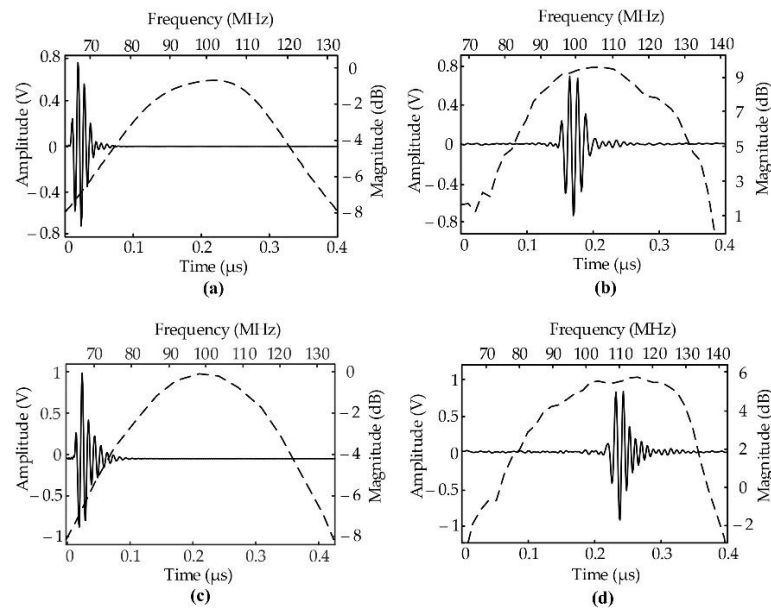 Frequency (MHz)
70 80 90 100 110 120 130
Amplitude (V)
0.8
0.4
0
−0.4
−0.8
Magnitude (dB)
0
−2
−4
−6
−8
0 0.1 0.2 0.3 0.4
Time (μs)
(a)
Frequency (MHz)
70 80 90 100 110 120 130 140
Amplitude (V)
0.8
0.4
0
−0.4
−0.8
Magnitude (dB)
9
7
5
3
1
0 0.1 0.2 0.3 0.4
Time (μs)
(b)
Frequency (MHz)
70 80 90 100 110 120 130
Amplitude (V)
1
0.5
0
−0.5
−1
Magnitude (dB)
0
−2
−4
−6
−8
0 0.1 0.2 0.3 0.4
Time (μs)
(c)
Frequency (MHz)
70 80 90 100 110 120 130 140
Amplitude (V)
1
0.5
0
−0.5
−1
Magnitude (dB)
6
4
2
0
−2
0 0.1 0.2 0.3 0.4
Time (μs)
(d)